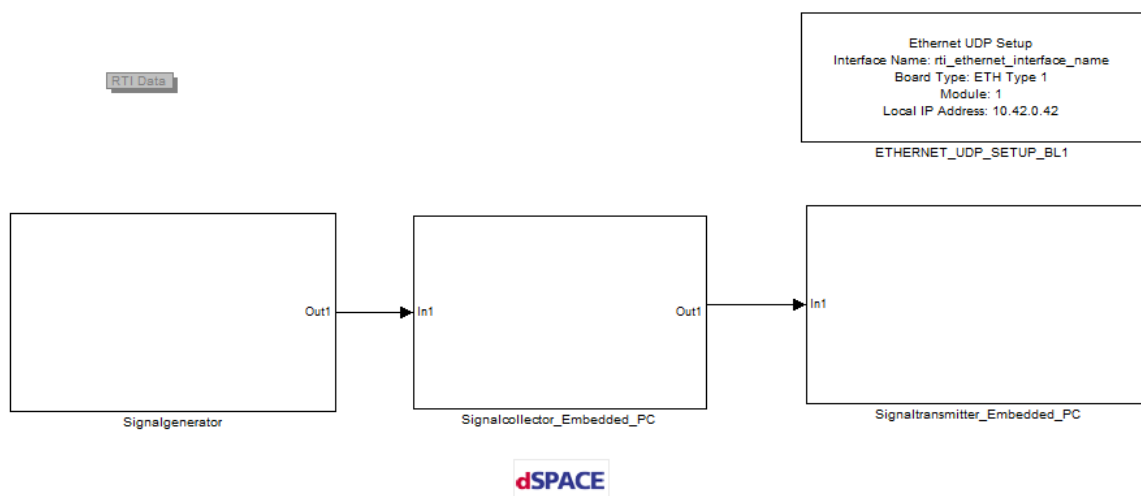 Ethernet UDP Setup
Interface Name: rti_ethernet_interface_name
Board Type: ETH Type 1
Module: 1
Local IP Address: 10.42.0.42
RTI Data
ETHERNET_UDP_SETUP_BL1
Out1
In1
Out1
In1
Signalgenerator
Signalcollector_Embedded_PC
Signaltransmitter_Embedded_PC
dSPACE